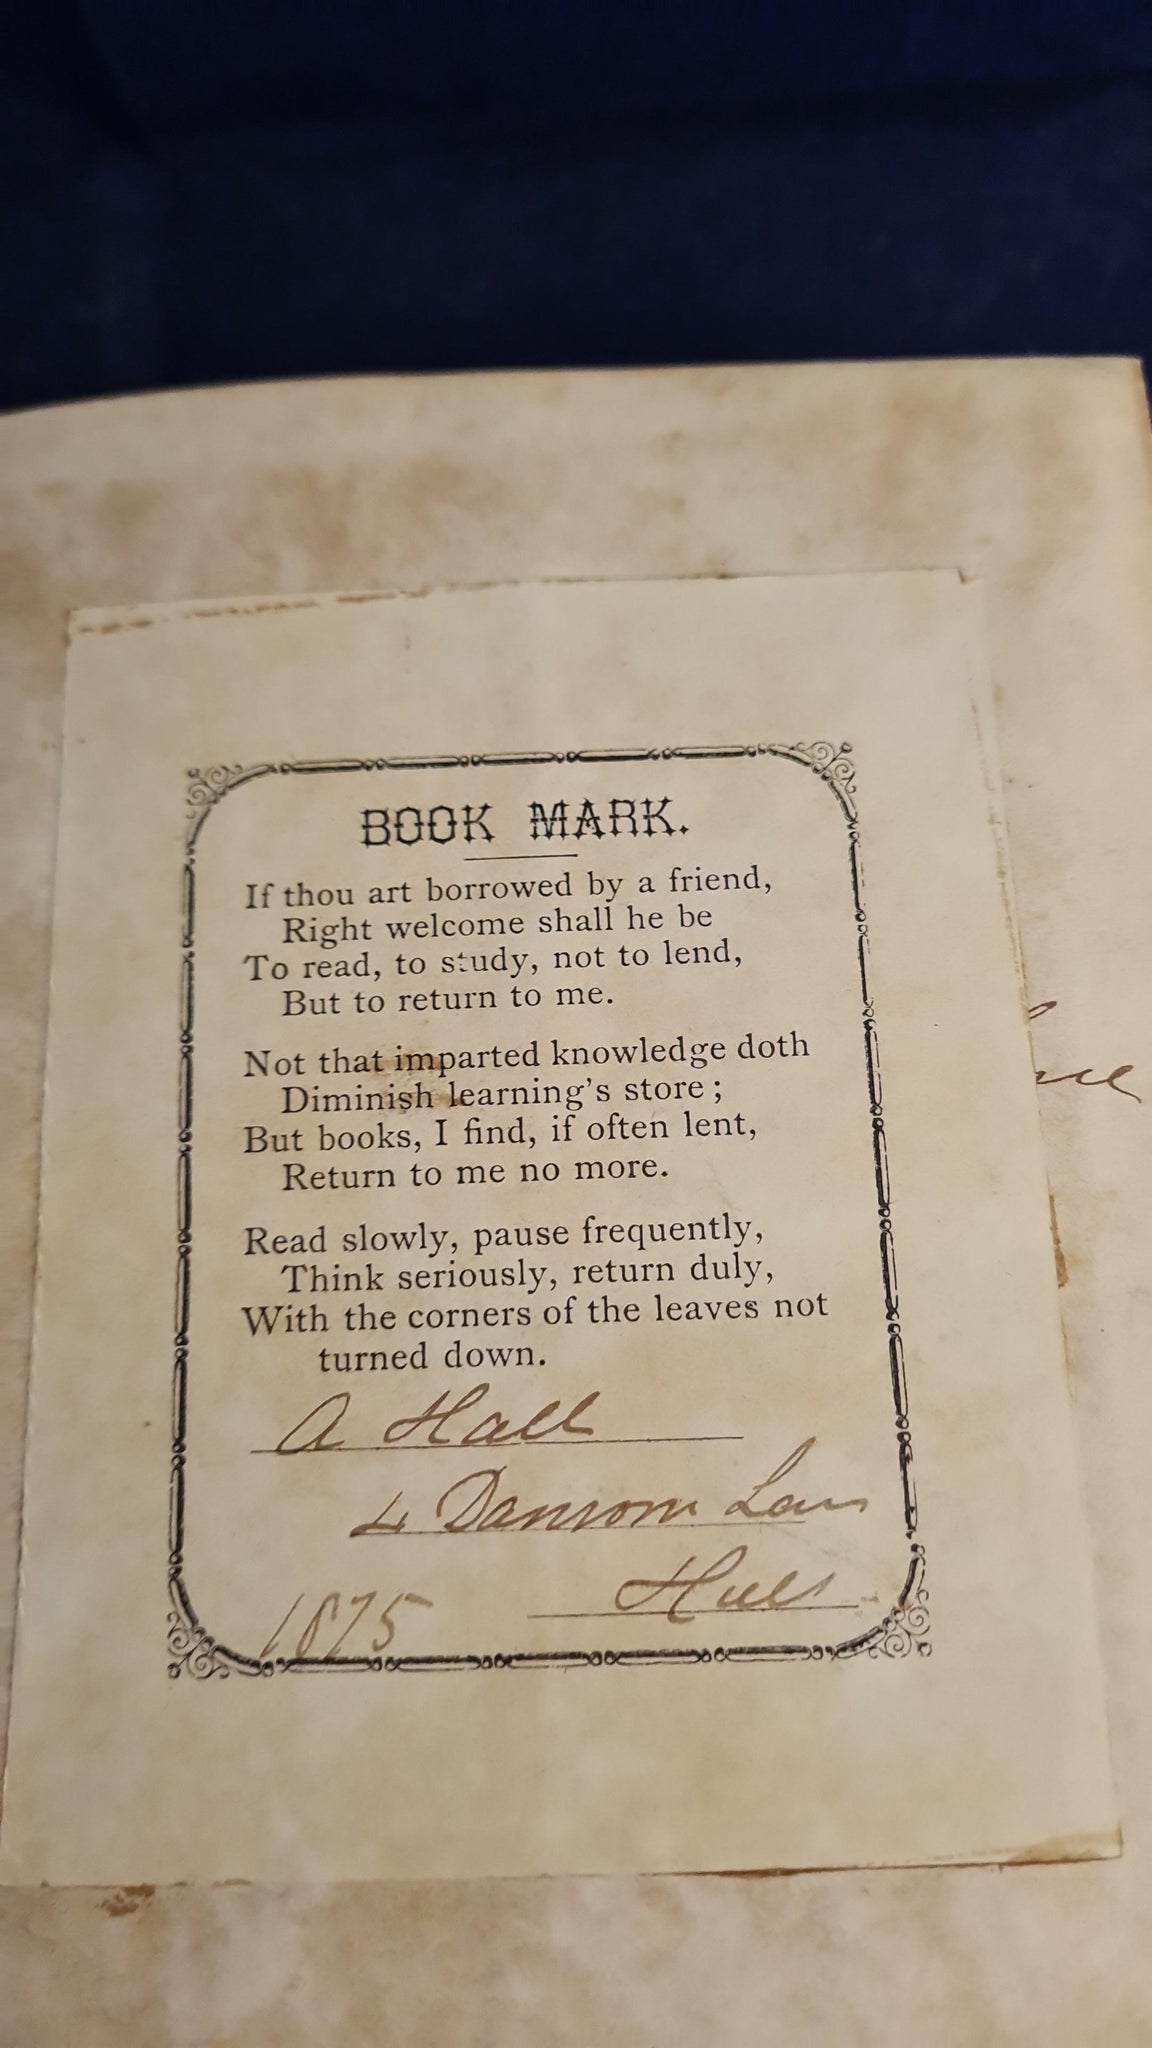 BOOK MARK.
If thou art borrowed by a friend,
Right welcome shall he be
To read, to study, not to lend,
But to return to me.
Not that imparted knowledge doth
Diminish learning's store;
But books, I find, if often lent,
Return to me no more.
Read slowly, pause frequently,
Think seriously, return duly,
With the corners of the leaves not
turned down.
A Hall
4 Dansom Lane
Hull
1875